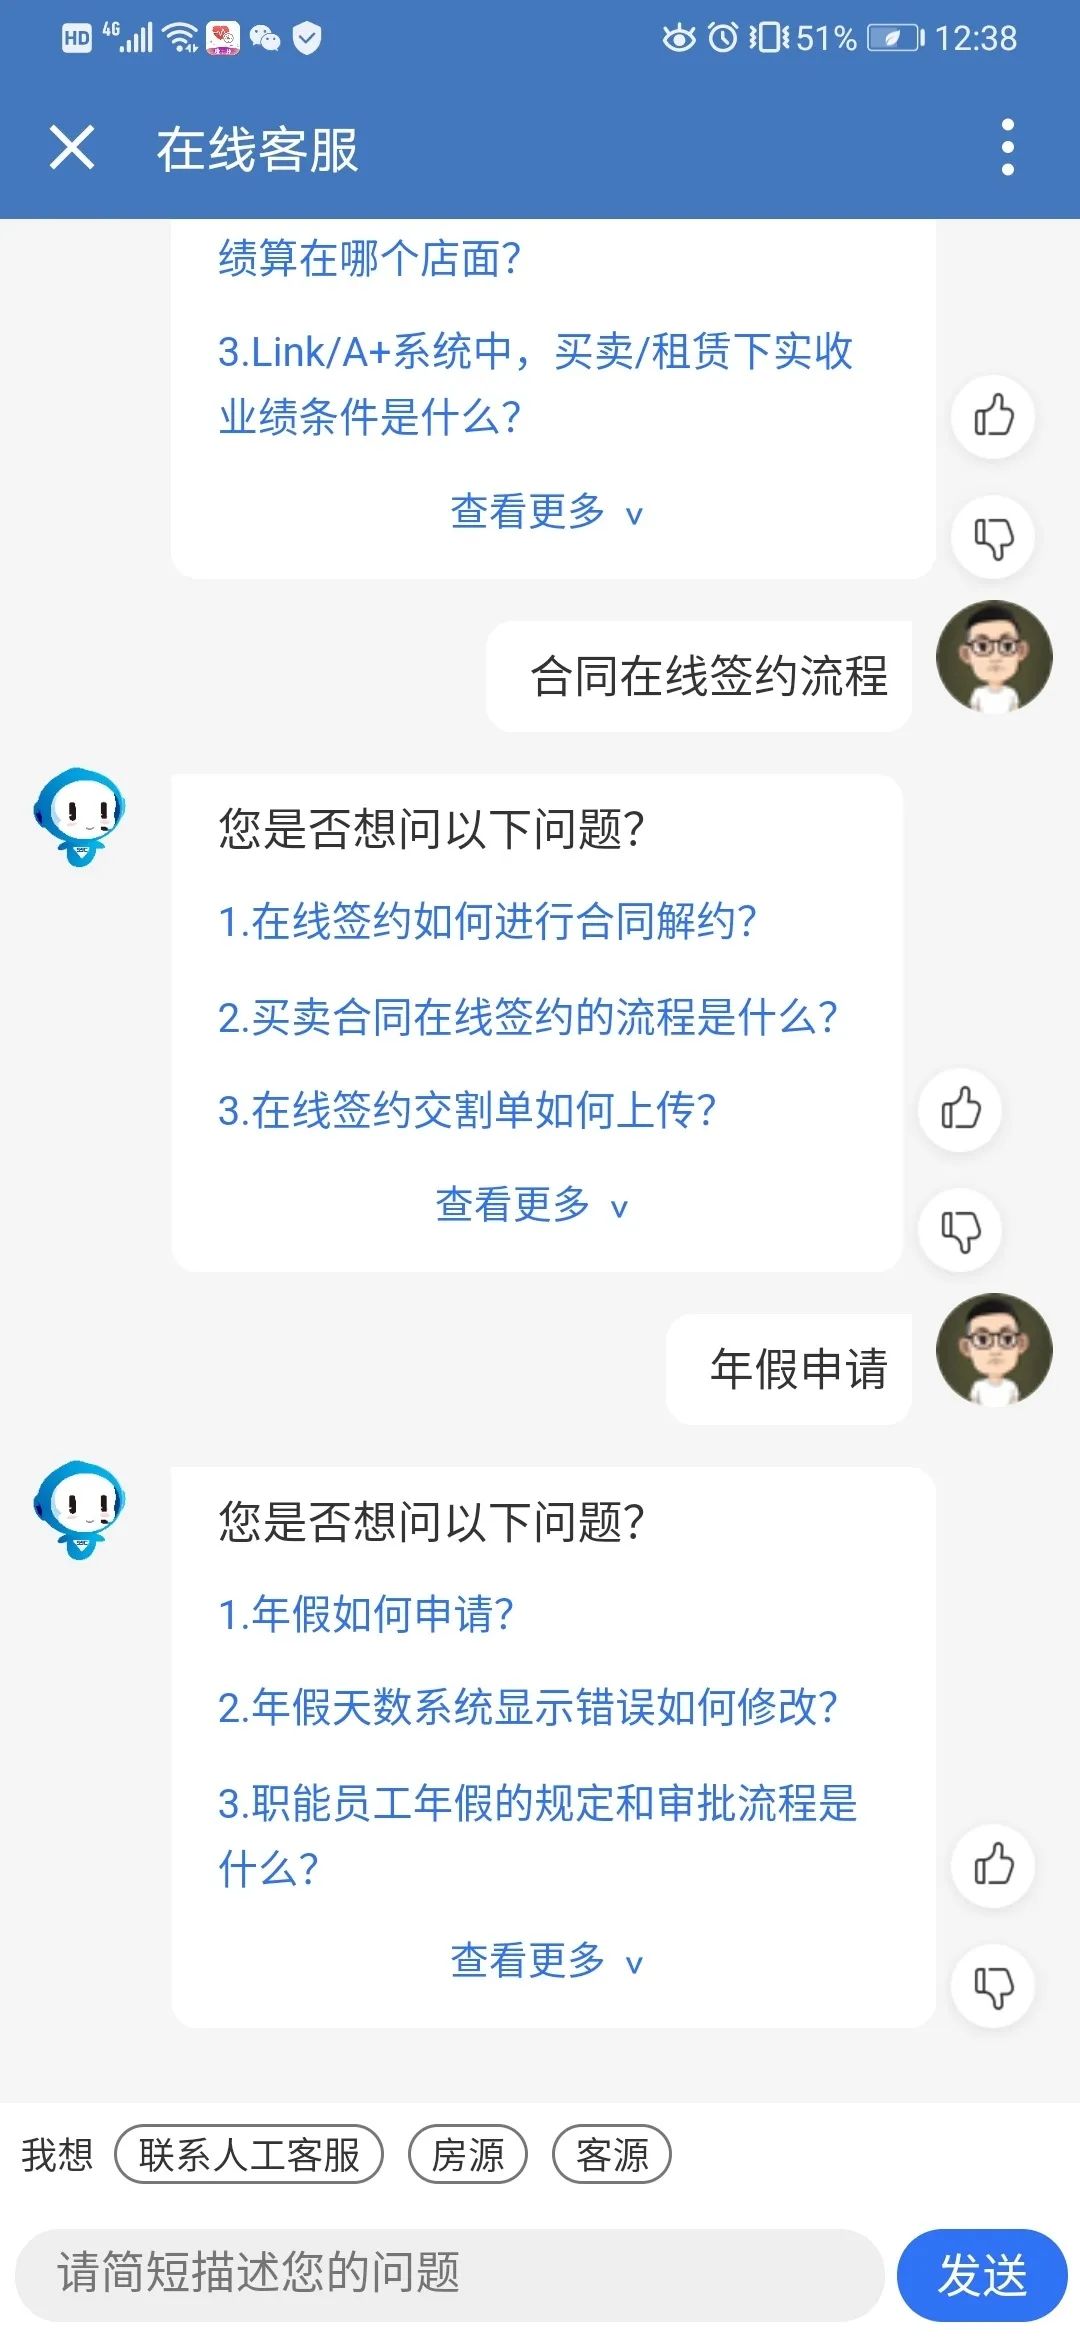 HD 4G 51% 12:38
在线客服
绩算在哪个店面？
3.Link/A+系统中，买卖/租赁下实收
业绩条件是什么？
查看更多
合同在线签约流程
您是否想问以下问题？
1.在线签约如何进行合同解约？
2.买卖合同在线签约的流程是什么？
3.在线签约交割单如何上传？
查看更多
年假申请
您是否想问以下问题？
1.年假如何申请？
2.年假天数系统显示错误如何修改？
3.职能员工年假的规定和审批流程是
什么？
查看更多
我想 联系人工客服 房源 客源
请简短描述您的问题 发送